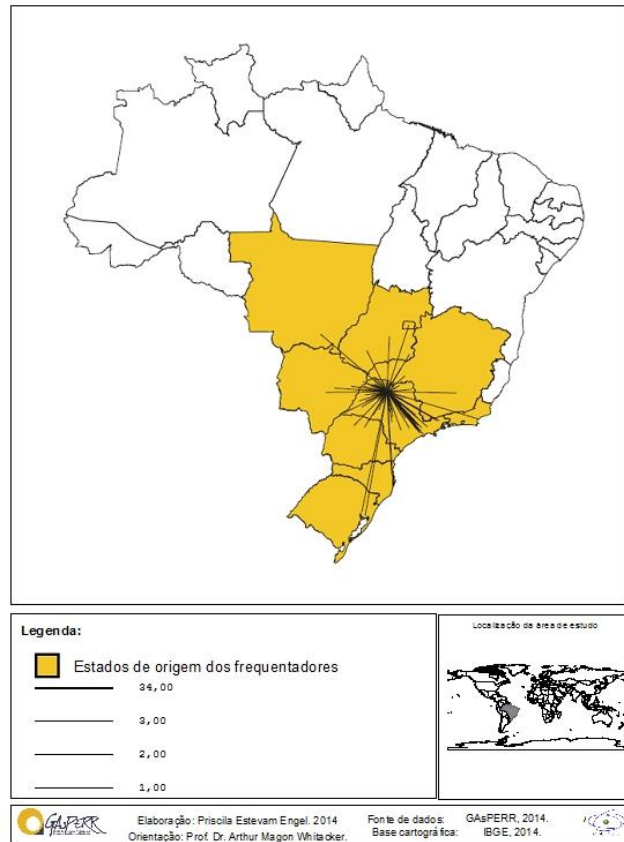 Legenda:
Estados de origem dos frequentadores
34,00
3,00
2,00
1,00
Localização da área de estudo
GAsPERR
Elaboração: Priscila Estevam Engel. 2014
Orientação: Prof. Dr. Arthur Magon Whitacker.
Fonte de dados: GAsPERR, 2014.
Base cartográfica: IBGE, 2014.